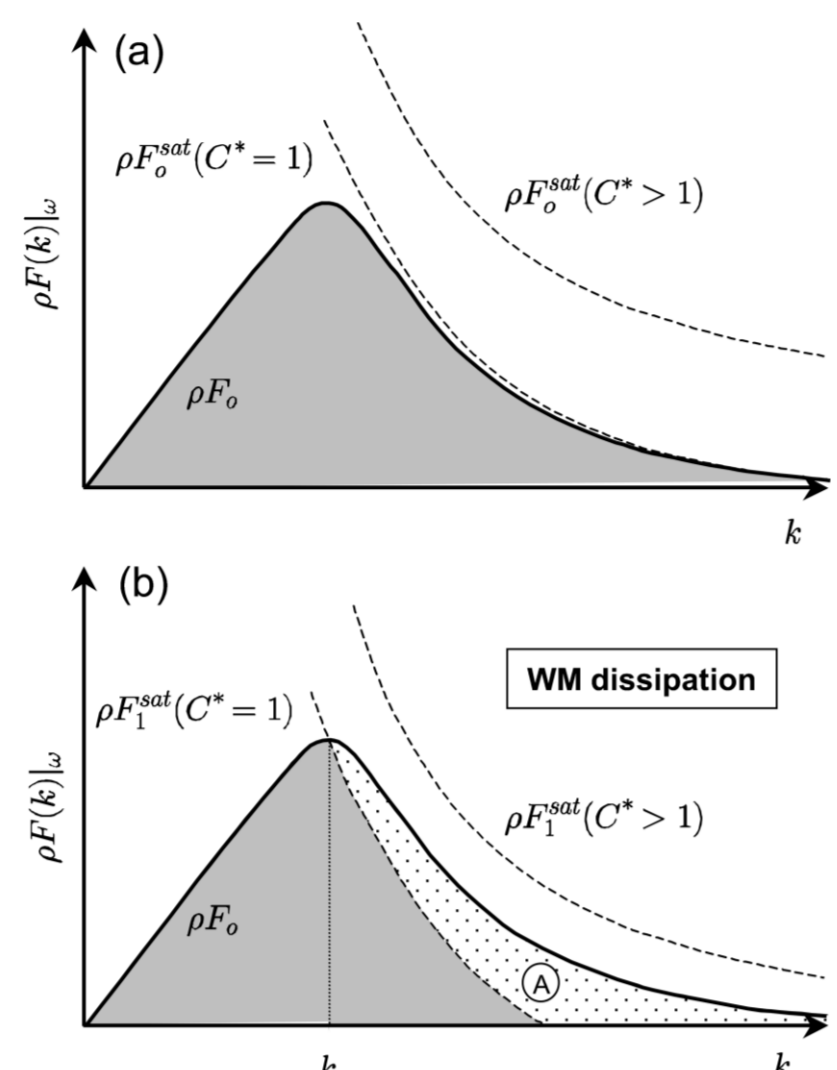 (a)
ρF_o^{sat}(C* = 1)
ρF_o^{sat}(C* > 1)
ρF(k)|_ω
ρF_o
k
(b)
WM dissipation
ρF_1^{sat}(C* = 1)
ρF_1^{sat}(C* > 1)
ρF(k)|_ω
ρF_o
A
k
k